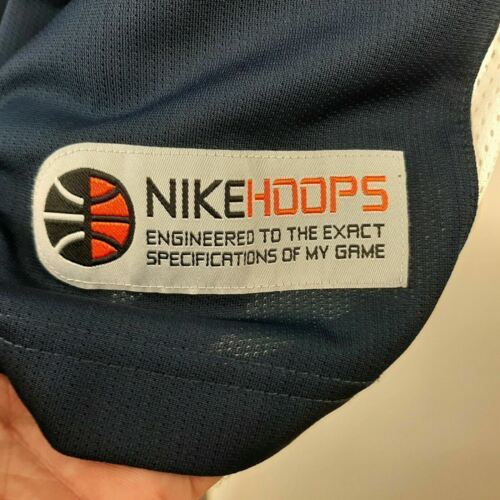 NIKEHOOPS
ENGINEERED TO THE EXACT
SPECIFICATIONS OF MY GAME